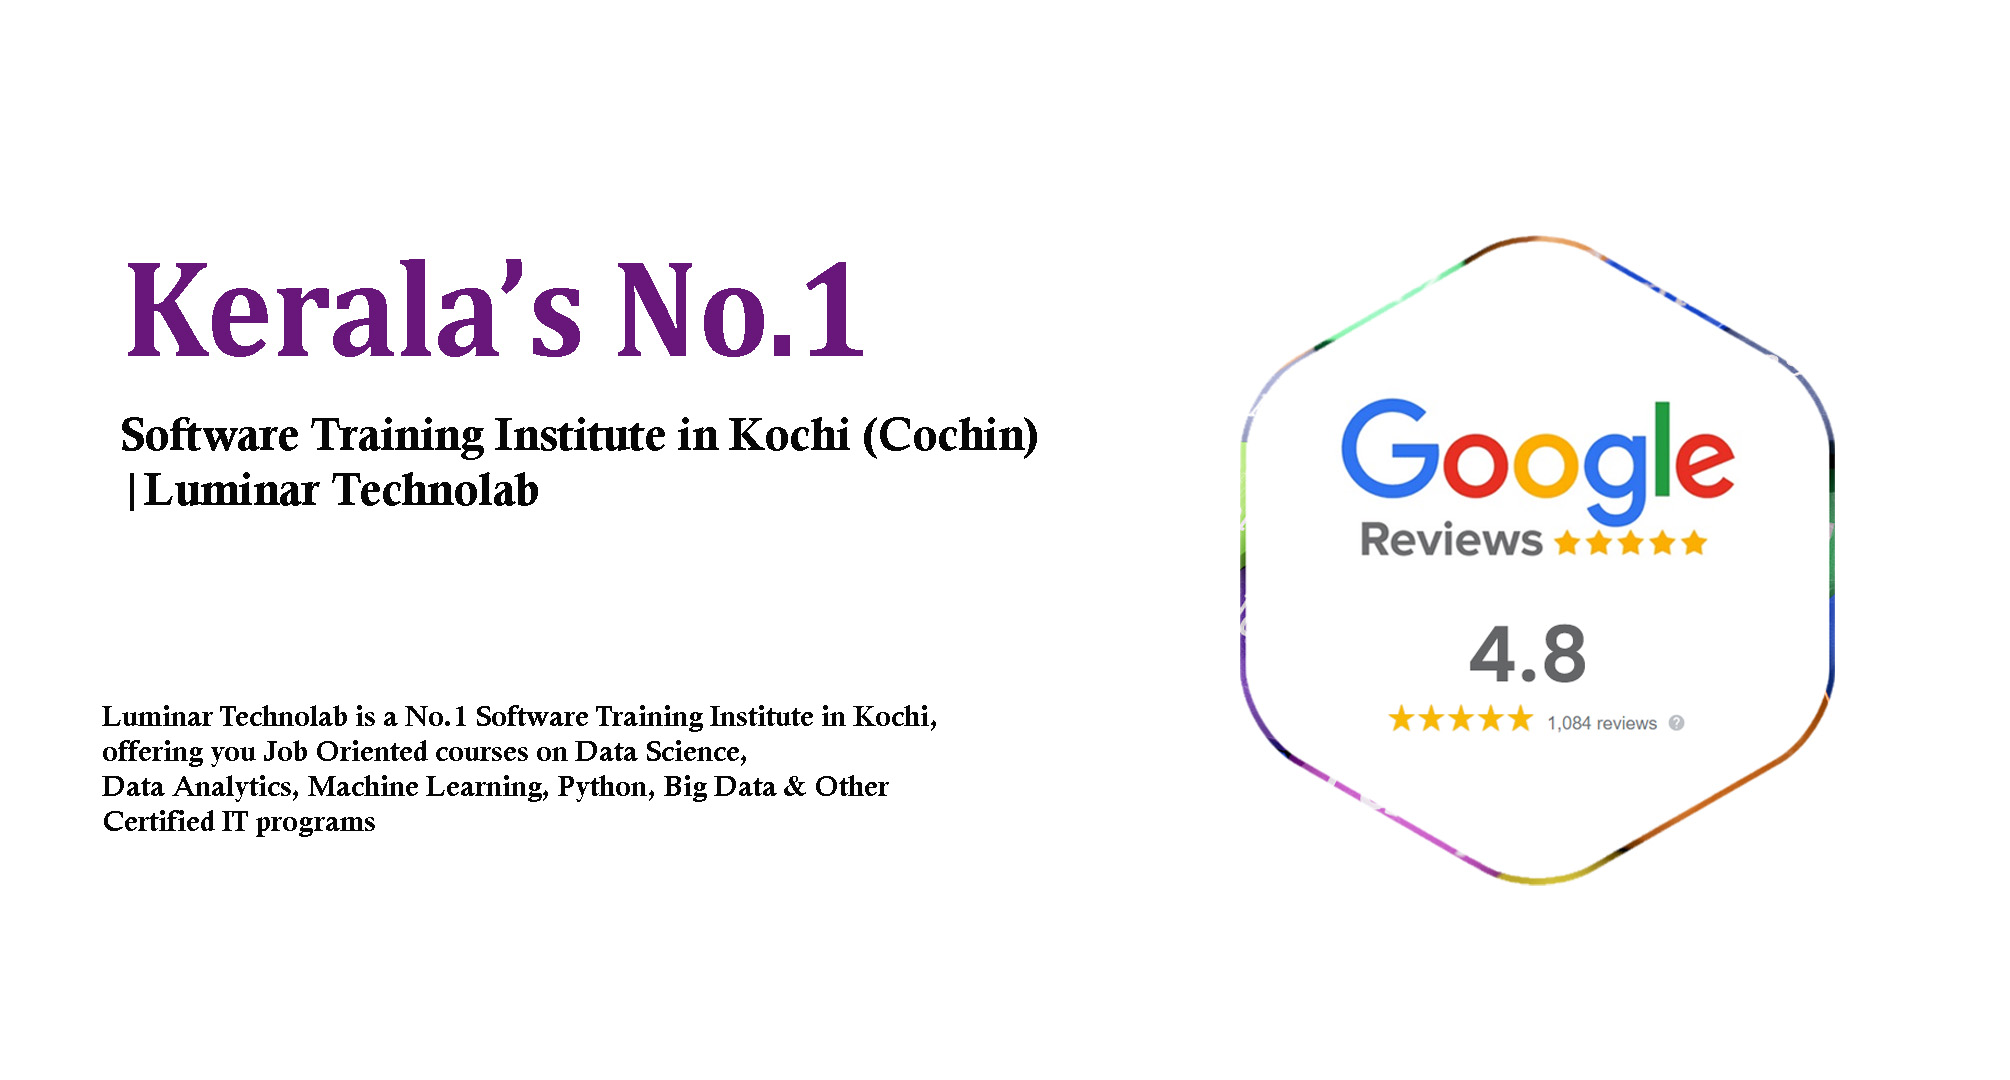 Kerala’s No.1
Software Training Institute in Kochi (Cochin)
|Luminar Technolab
Luminar Technolab is a No.1 Software Training Institute in Kochi,
offering you Job Oriented courses on Data Science,
Data Analytics, Machine Learning, Python, Big Data & Other
Certified IT programs
Google
Reviews
4.8
1,084 reviews ?